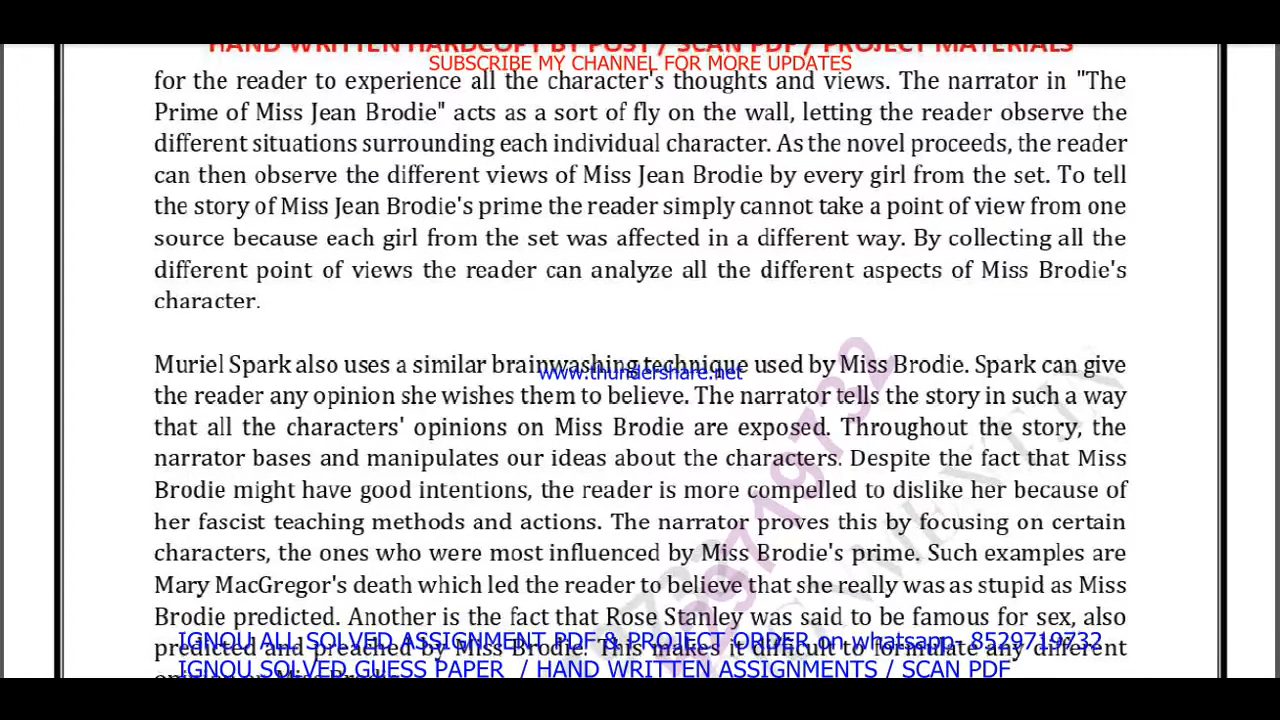 HAND WRITTEN HARDCOPY BY POST / SCAN PDF / PROJECT MATERIALS
SUBSCRIBE MY CHANNEL FOR MORE UPDATES
for the reader to experience all the character's thoughts and views. The narrator in "The
Prime of Miss Jean Brodie" acts as a sort of fly on the wall, letting the reader observe the
different situations surrounding each individual character. As the novel proceeds, the reader
can then observe the different views of Miss Jean Brodie by every girl from the set. To tell
the story of Miss Jean Brodie's prime the reader simply cannot take a point of view from one
source because each girl from the set was affected in a different way. By collecting all the
different point of views the reader can analyze all the different aspects of Miss Brodie's
character.
Muriel Spark also uses a similar brainwashing technique used by Miss Brodie. Spark can give
www.thundershare.net
the reader any opinion she wishes them to believe. The narrator tells the story in such a way
that all the characters' opinions on Miss Brodie are exposed. Throughout the story, the
narrator bases and manipulates our ideas about the characters. Despite the fact that Miss
Brodie might have good intentions, the reader is more compelled to dislike her because of
her fascist teaching methods and actions. The narrator proves this by focusing on certain
characters, the ones who were most influenced by Miss Brodie's prime. Such examples are
Mary MacGregor's death which led the reader to believe that she really was as stupid as Miss
Brodie predicted. Another is the fact that Rose Stanley was said to be famous for sex, also
IGNOU ALL SOLVED ASSIGNMENT PDF & PROJECT ORDER on whatsapp- 8529719732
predicted and preached by Miss Brodie. This makes it difficult to formulate any different
IGNOU SOLVED GUESS PAPER / HAND WRITTEN ASSIGNMENTS / SCAN PDF